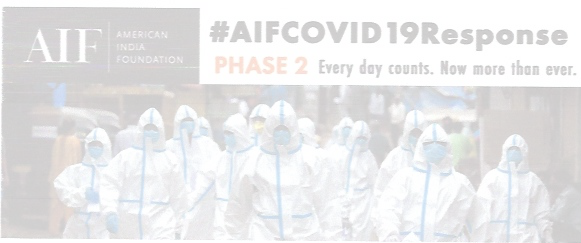 AIF
AMERICAN
INDIA
FOUNDATION
#AIFCOVID19Response
PHASE 2 Every day counts. Now more than ever.